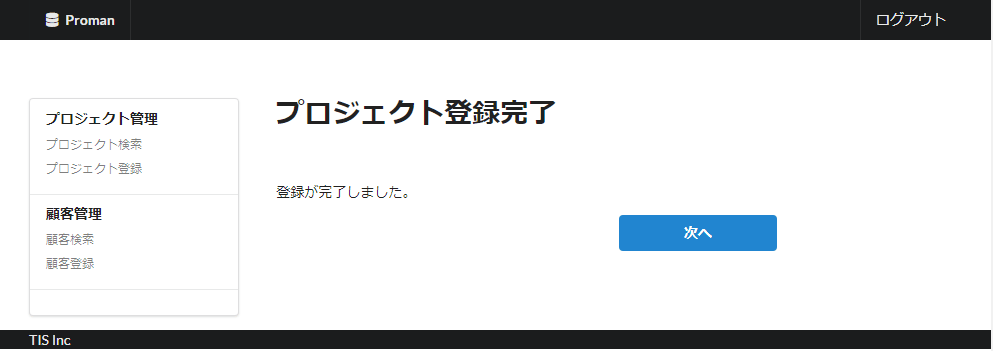 Proman
ログアウト
プロジェクト管理
プロジェクト検索
プロジェクト登録
顧客管理
顧客検索
顧客登録
プロジェクト登録完了
登録が完了しました。
次へ
TIS Inc